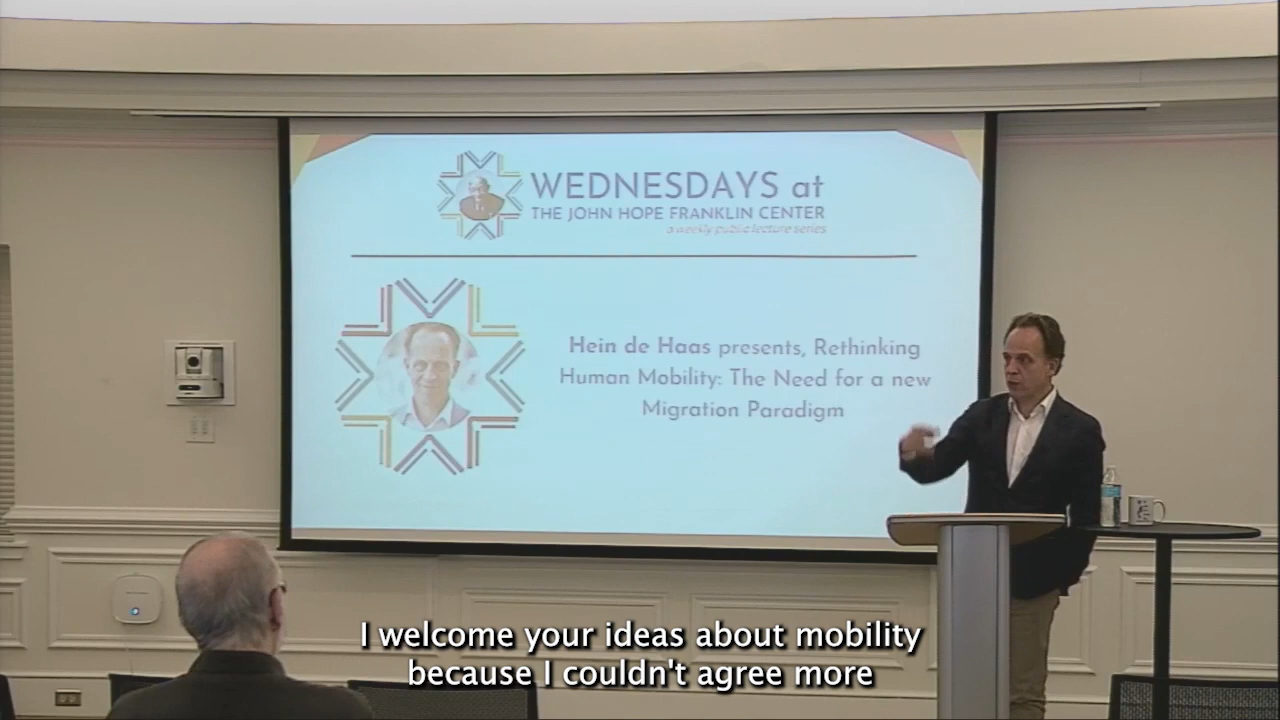 WEDNESDAYS at
THE JOHN HOPE FRANKLIN CENTER
a weekly public lecture series
Hein de Haas presents, Rethinking
Human Mobility: The Need for a new
Migration Paradigm
I welcome your ideas about mobility
because I couldn't agree more